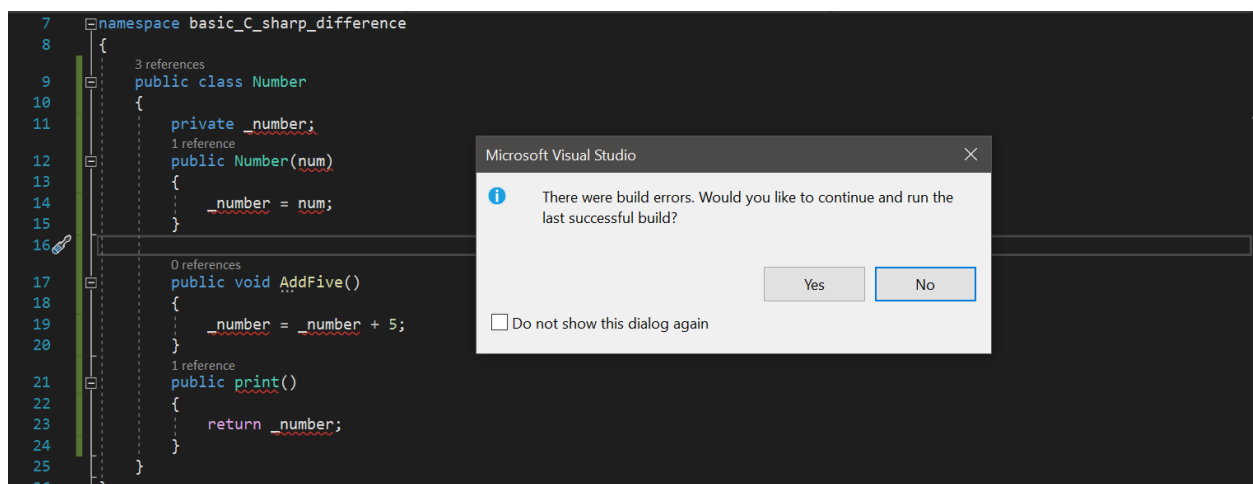 7 namespace basic_C_sharp_difference
8 {
3 references
9 public class Number
10 {
11 private _number;
1 reference
12 public Number(num)
13 {
14 _number = num;
15 }
16
0 references
17 public void AddFive()
18 {
19 _number = _number + 5;
20 }
1 reference
21 public print()
22 {
23 return _number;
24 }
25 }
Microsoft Visual Studio
There were build errors. Would you like to continue and run the
last successful build?
Yes No
Do not show this dialog again